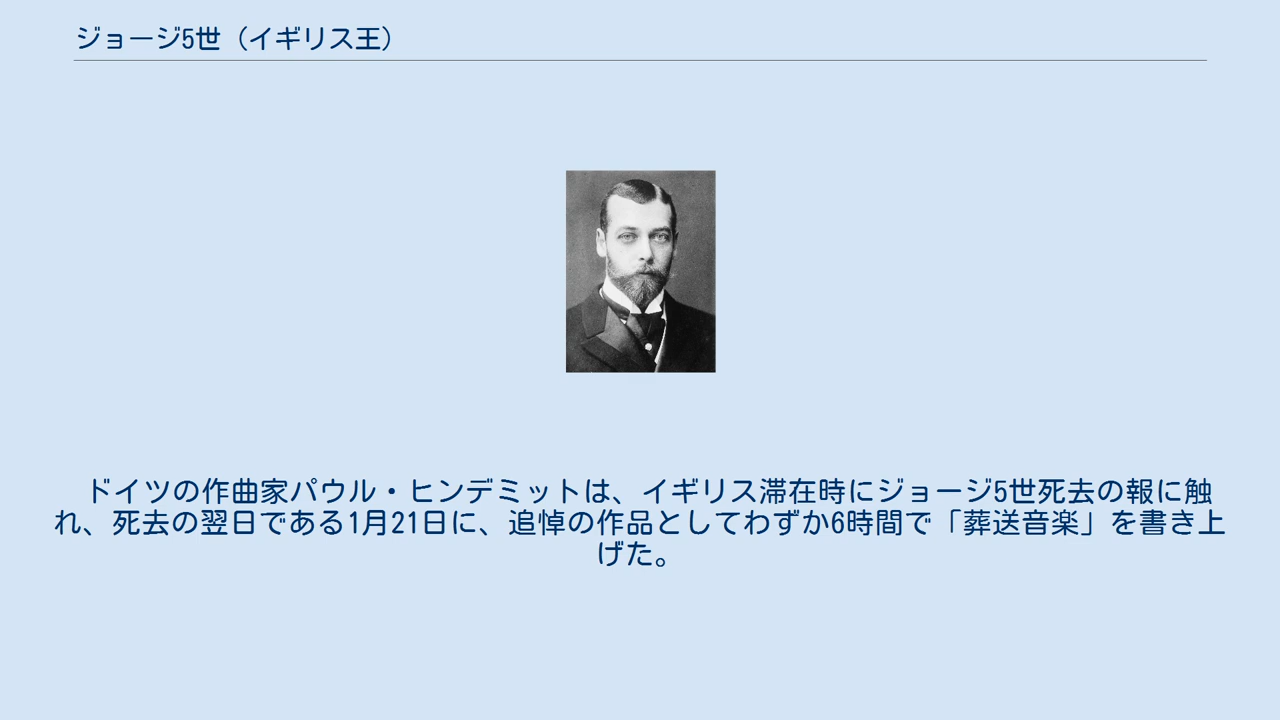 ジョージ5世（イギリス王）
ドイツの作曲家パウル・ヒンデミットは、イギリス滞在時にジョージ5世死去の報に触
れ、死去の翌日である1月21日に、追悼の作品としてわずか6時間で「葬送音楽」を書き上
げた。